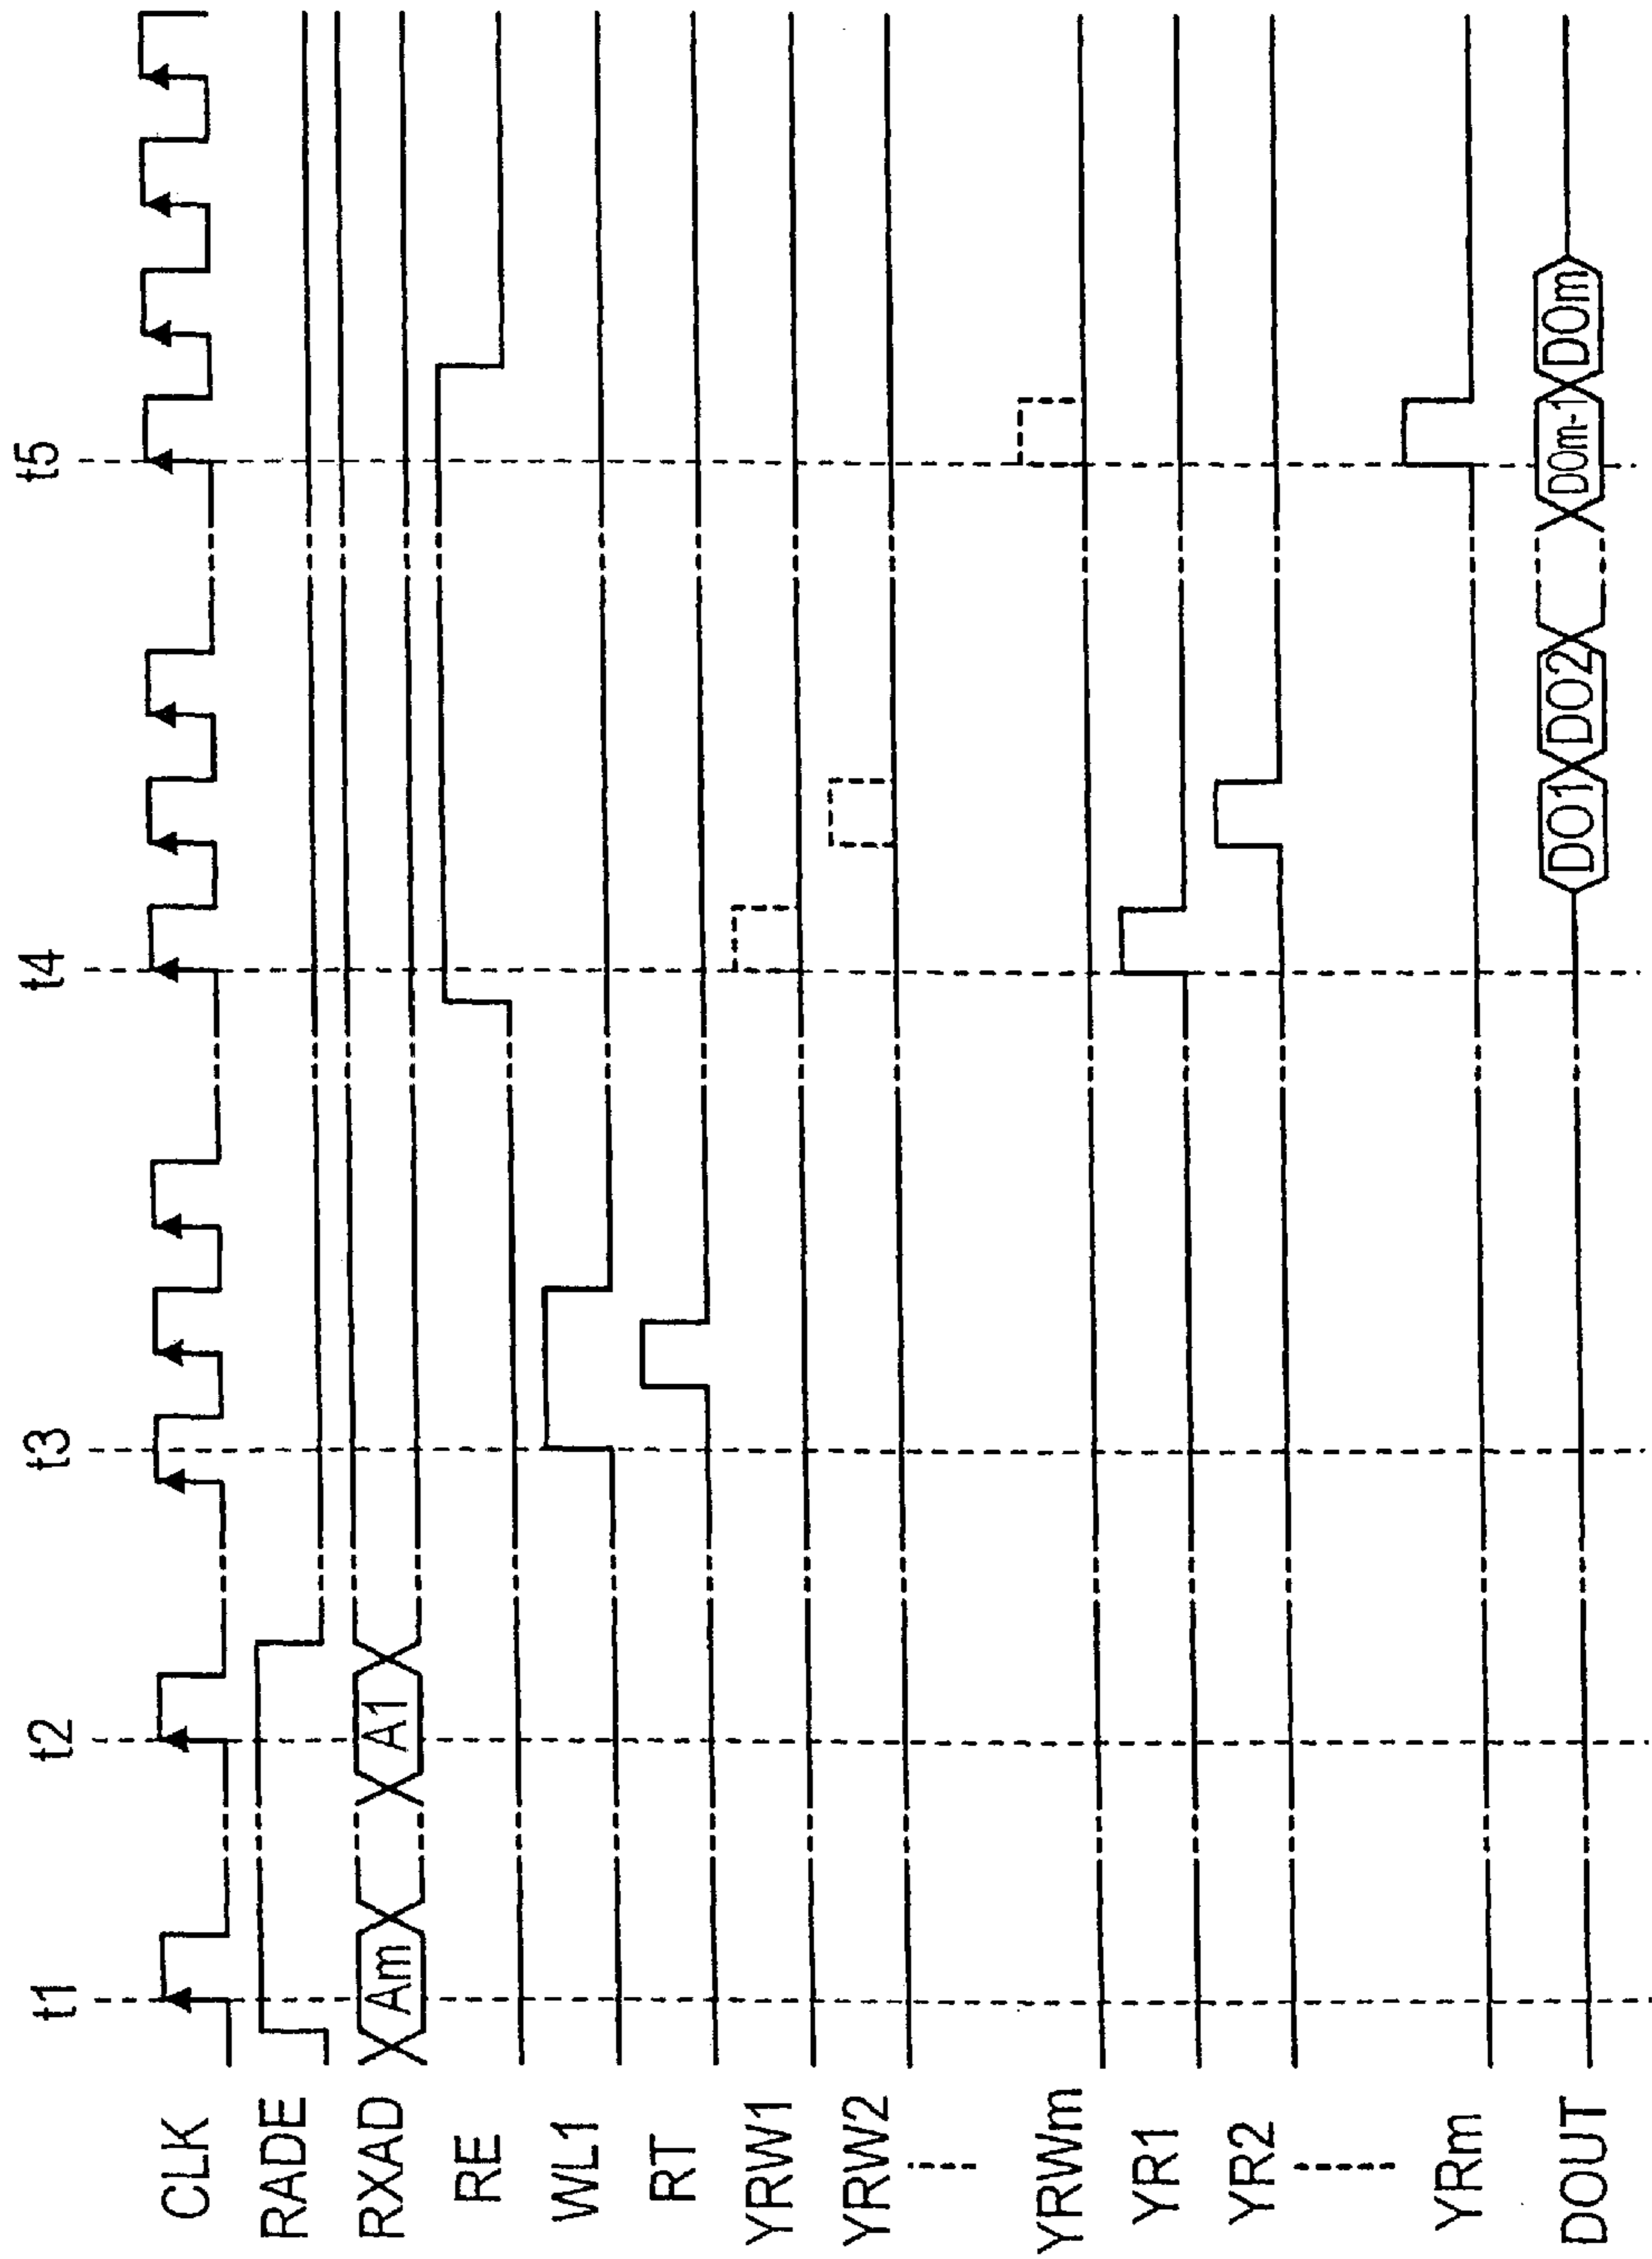 t1 t2 t3 t4 t5
CLK
RADE
RXAD Am A1
RE
WL1
RT
YRW1
YRW2
YRWm
YR1
YR2
YRm
DOUT DO1 DO2 DOm-1 DOm